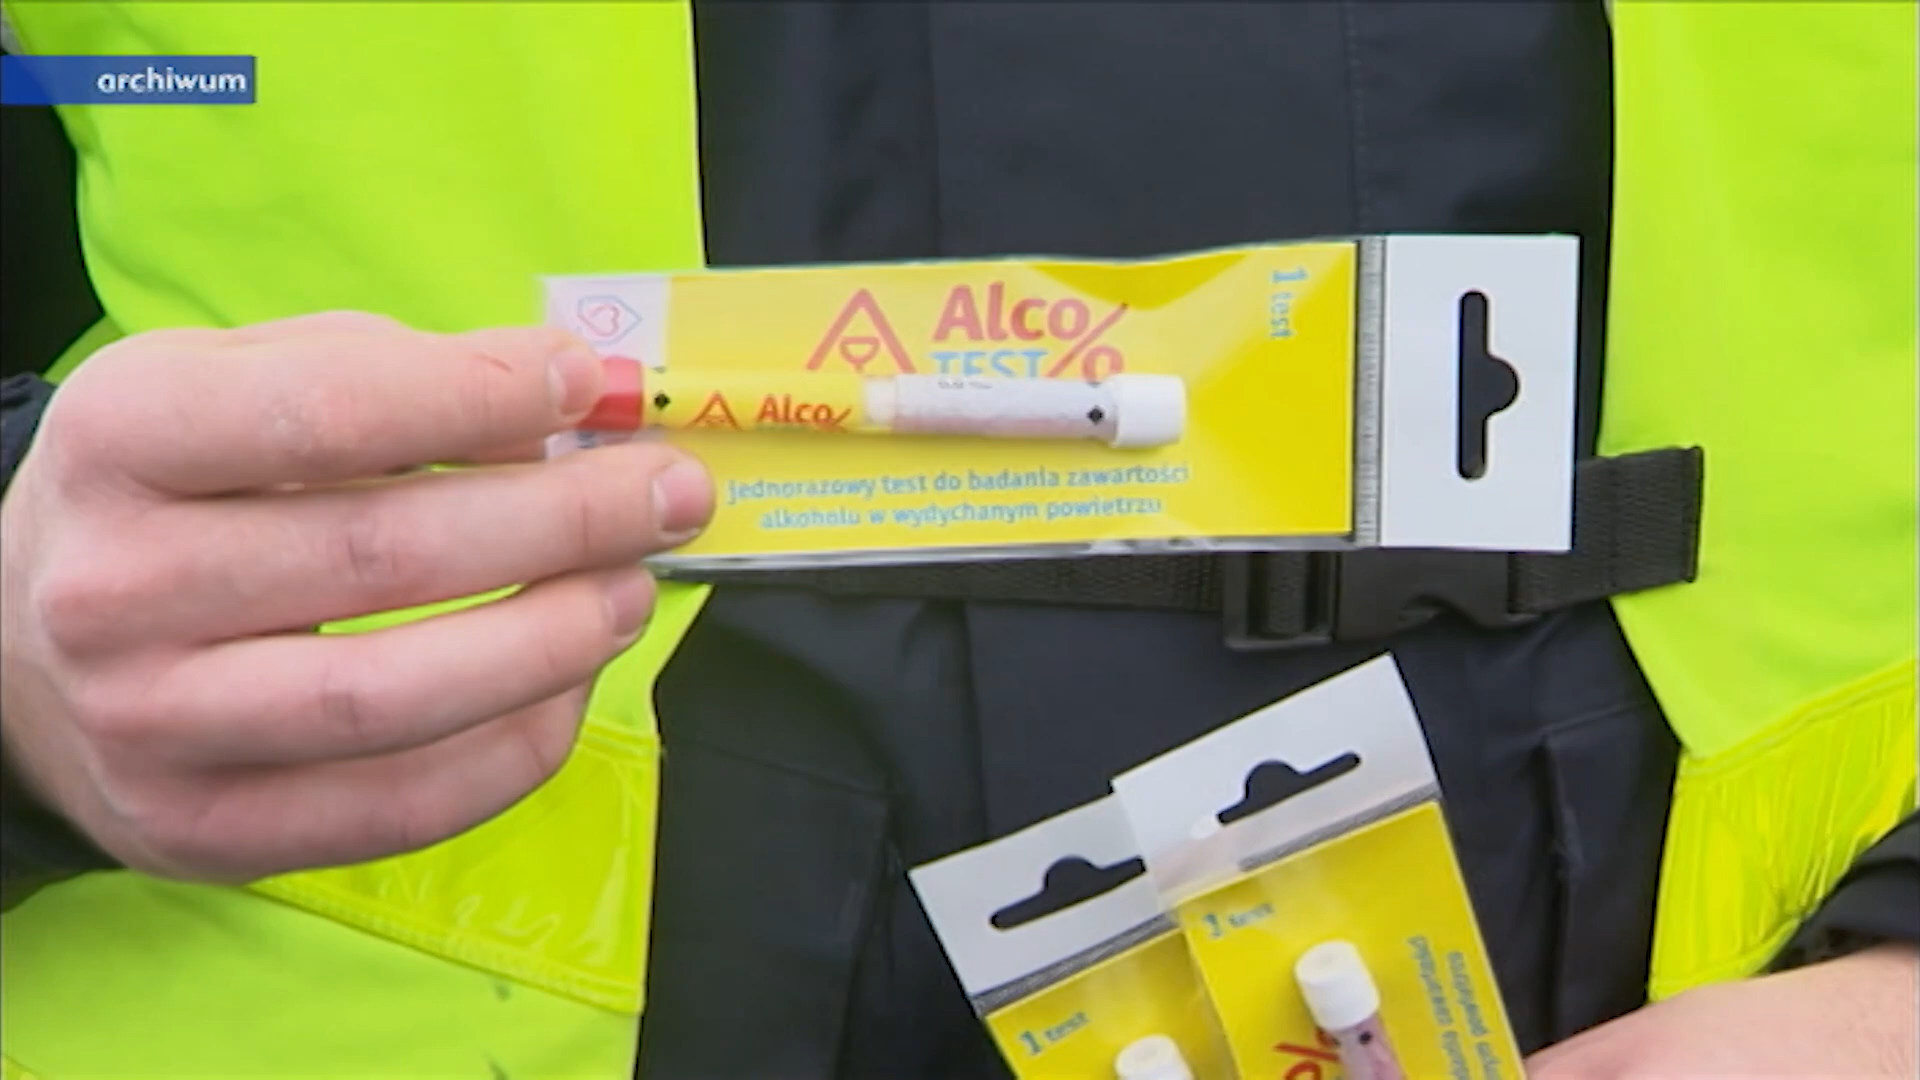 archiwum
Alco
TEST %
1 test
Alco
jednorazowy test do badania zawartości
alkoholu w wydychanym powietrzu
1 test
1 test
%